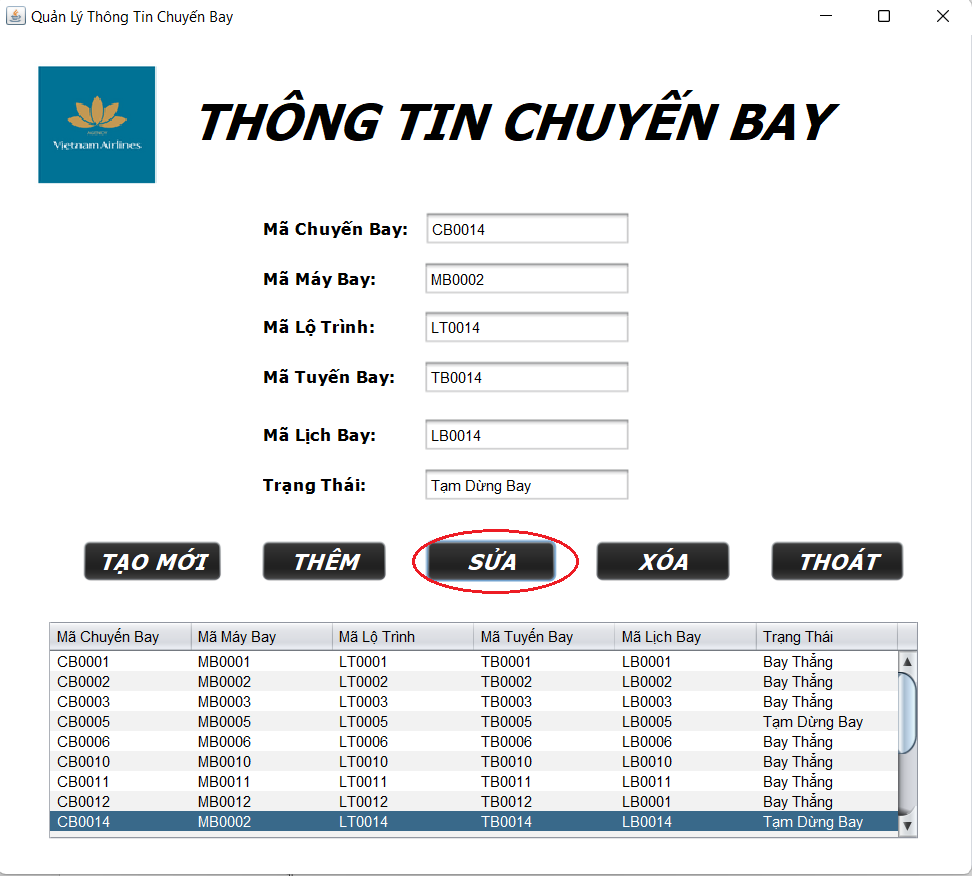 Quản Lý Thông Tin Chuyến Bay
Vietnam Airlines
THÔNG TIN CHUYẾN BAY
Mã Chuyến Bay: CB0014
Mã Máy Bay: MB0002
Mã Lộ Trình: LT0014
Mã Tuyến Bay: TB0014
Mã Lịch Bay: LB0014
Trạng Thái: Tạm Dừng Bay
TẠO MỚI THÊM SỬA XÓA THOÁT
Mã Chuyến Bay Mã Máy Bay Mã Lộ Trình Mã Tuyến Bay Mã Lịch Bay Trạng Thái
CB0001 MB0001 LT0001 TB0001 LB0001 Bay Thẳng
CB0002 MB0002 LT0002 TB0002 LB0002 Bay Thẳng
CB0003 MB0003 LT0003 TB0003 LB0003 Bay Thẳng
CB0005 MB0005 LT0005 TB0005 LB0005 Tạm Dừng Bay
CB0006 MB0006 LT0006 TB0006 LB0006 Bay Thẳng
CB0010 MB0010 LT0010 TB0010 LB0010 Bay Thẳng
CB0011 MB0011 LT0011 TB0011 LB0011 Bay Thẳng
CB0012 MB0012 LT0012 TB0012 LB0001 Bay Thẳng
CB0014 MB0002 LT0014 TB0014 LB0014 Tạm Dừng Bay